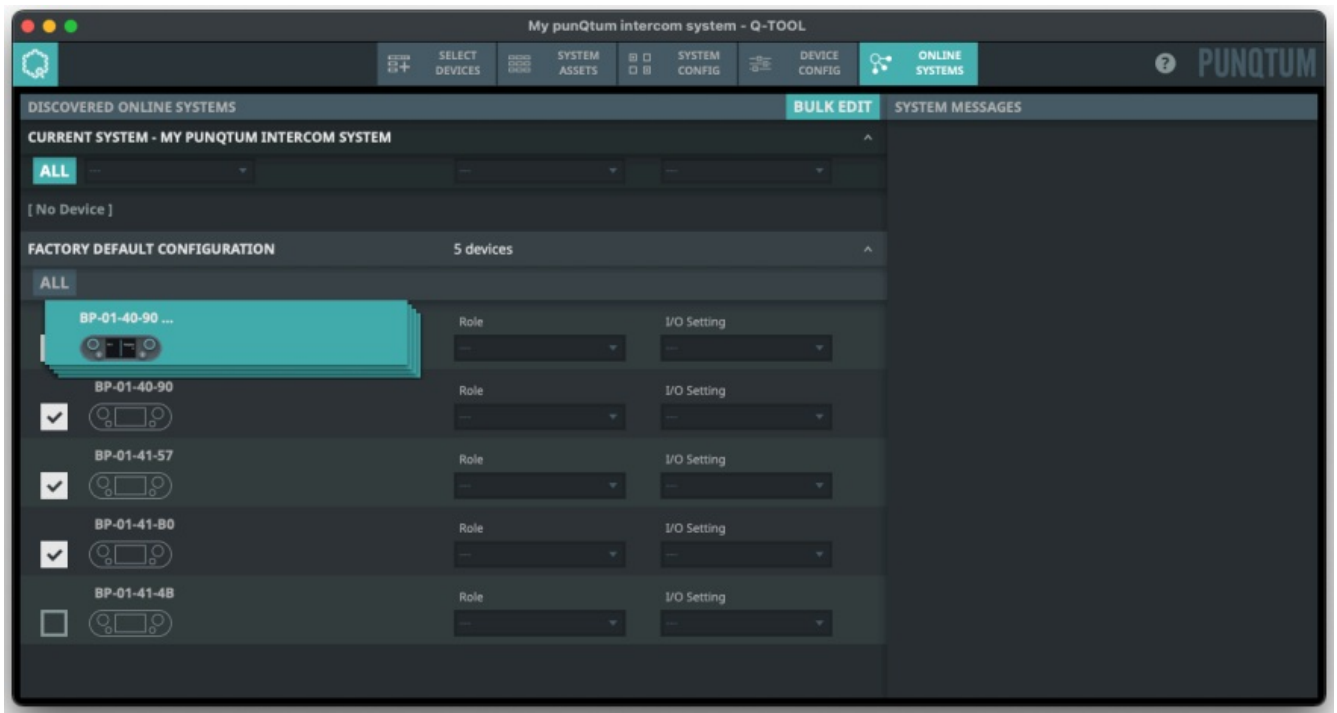 My punQtum intercom system - Q-TOOL
SELECT DEVICES
SYSTEM ASSETS
SYSTEM CONFIG
DEVICE CONFIG
ONLINE SYSTEMS
?
PUNQTUM
DISCOVERED ONLINE SYSTEMS
BULK EDIT
SYSTEM MESSAGES
CURRENT SYSTEM - MY PUNQTUM INTERCOM SYSTEM
ALL --- --- ---
[ No Device ]
FACTORY DEFAULT CONFIGURATION 5 devices
ALL
BP-01-40-90 ...
Role I/O Setting
--- ---
BP-01-40-90
Role I/O Setting
--- ---
BP-01-41-57
Role I/O Setting
--- ---
BP-01-41-B0
Role I/O Setting
--- ---
BP-01-41-4B
Role I/O Setting
--- ---